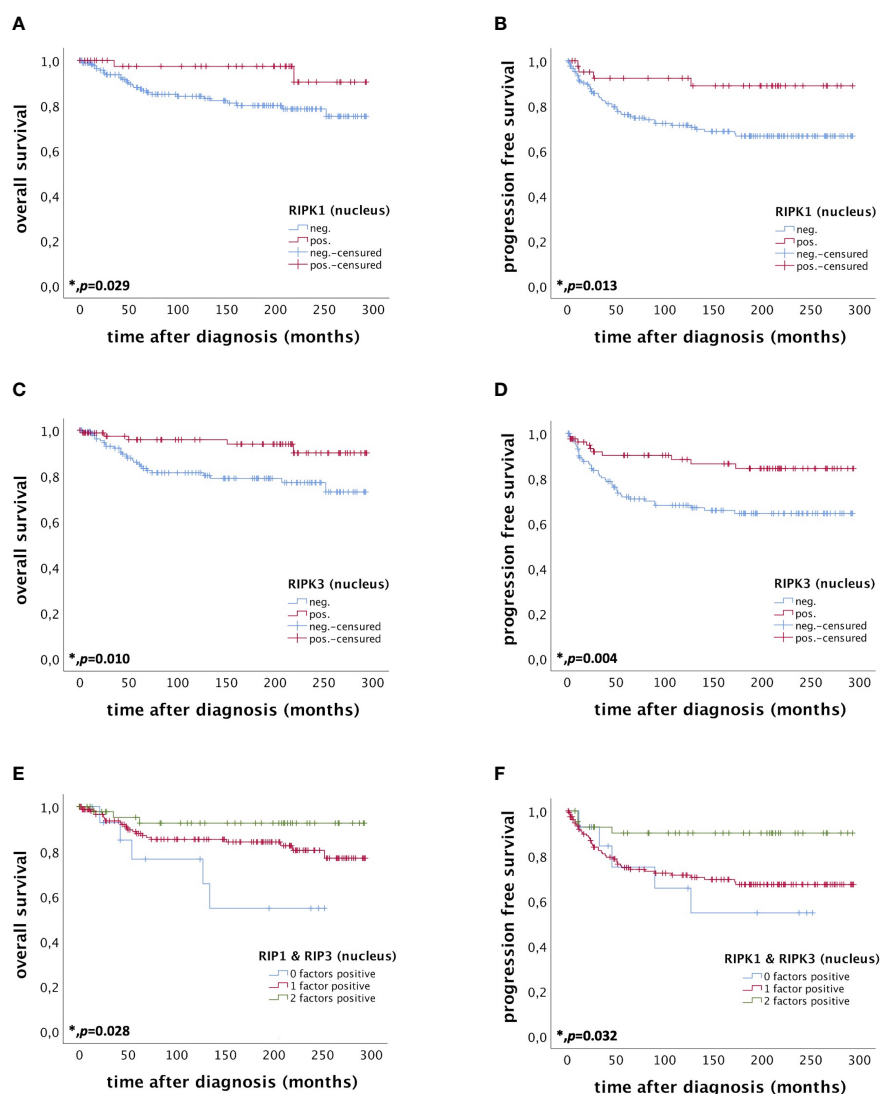 A
overall survival
1,0
0,8
0,6
0,4
0,2
0,0
RIPK1 (nucleus)
neg.
pos.
neg.-censured
pos.-censured
*,p=0.029
0 50 100 150 200 250 300
time after diagnosis (months)
B
progression free survival
1,0
0,8
0,6
0,4
0,2
0,0
RIPK1 (nucleus)
neg.
pos.
neg.-censured
pos.-censured
*,p=0.013
0 50 100 150 200 250 300
time after diagnosis (months)
C
overall survival
1,0
0,8
0,6
0,4
0,2
0,0
RIPK3 (nucleus)
neg.
pos.
neg.-censured
pos.-censured
*,p=0.010
0 50 100 150 200 250 300
time after diagnosis (months)
D
progression free survival
1,0
0,8
0,6
0,4
0,2
0,0
RIPK3 (nucleus)
neg.
pos.
neg.-censured
pos.-censured
*,p=0.004
0 50 100 150 200 250 300
time after diagnosis (months)
E
overall survival
1,0
0,8
0,6
0,4
0,2
0,0
RIP1 & RIP3 (nucleus)
0 factors positive
1 factor positive
2 factors positive
*,p=0.028
0 50 100 150 200 250 300
time after diagnosis (months)
F
progression free survival
1,0
0,8
0,6
0,4
0,2
0,0
RIPK1 & RIPK3 (nucleus)
0 factors positive
1 factor positive
2 factors positive
*,p=0.032
0 50 100 150 200 250 300
time after diagnosis (months)